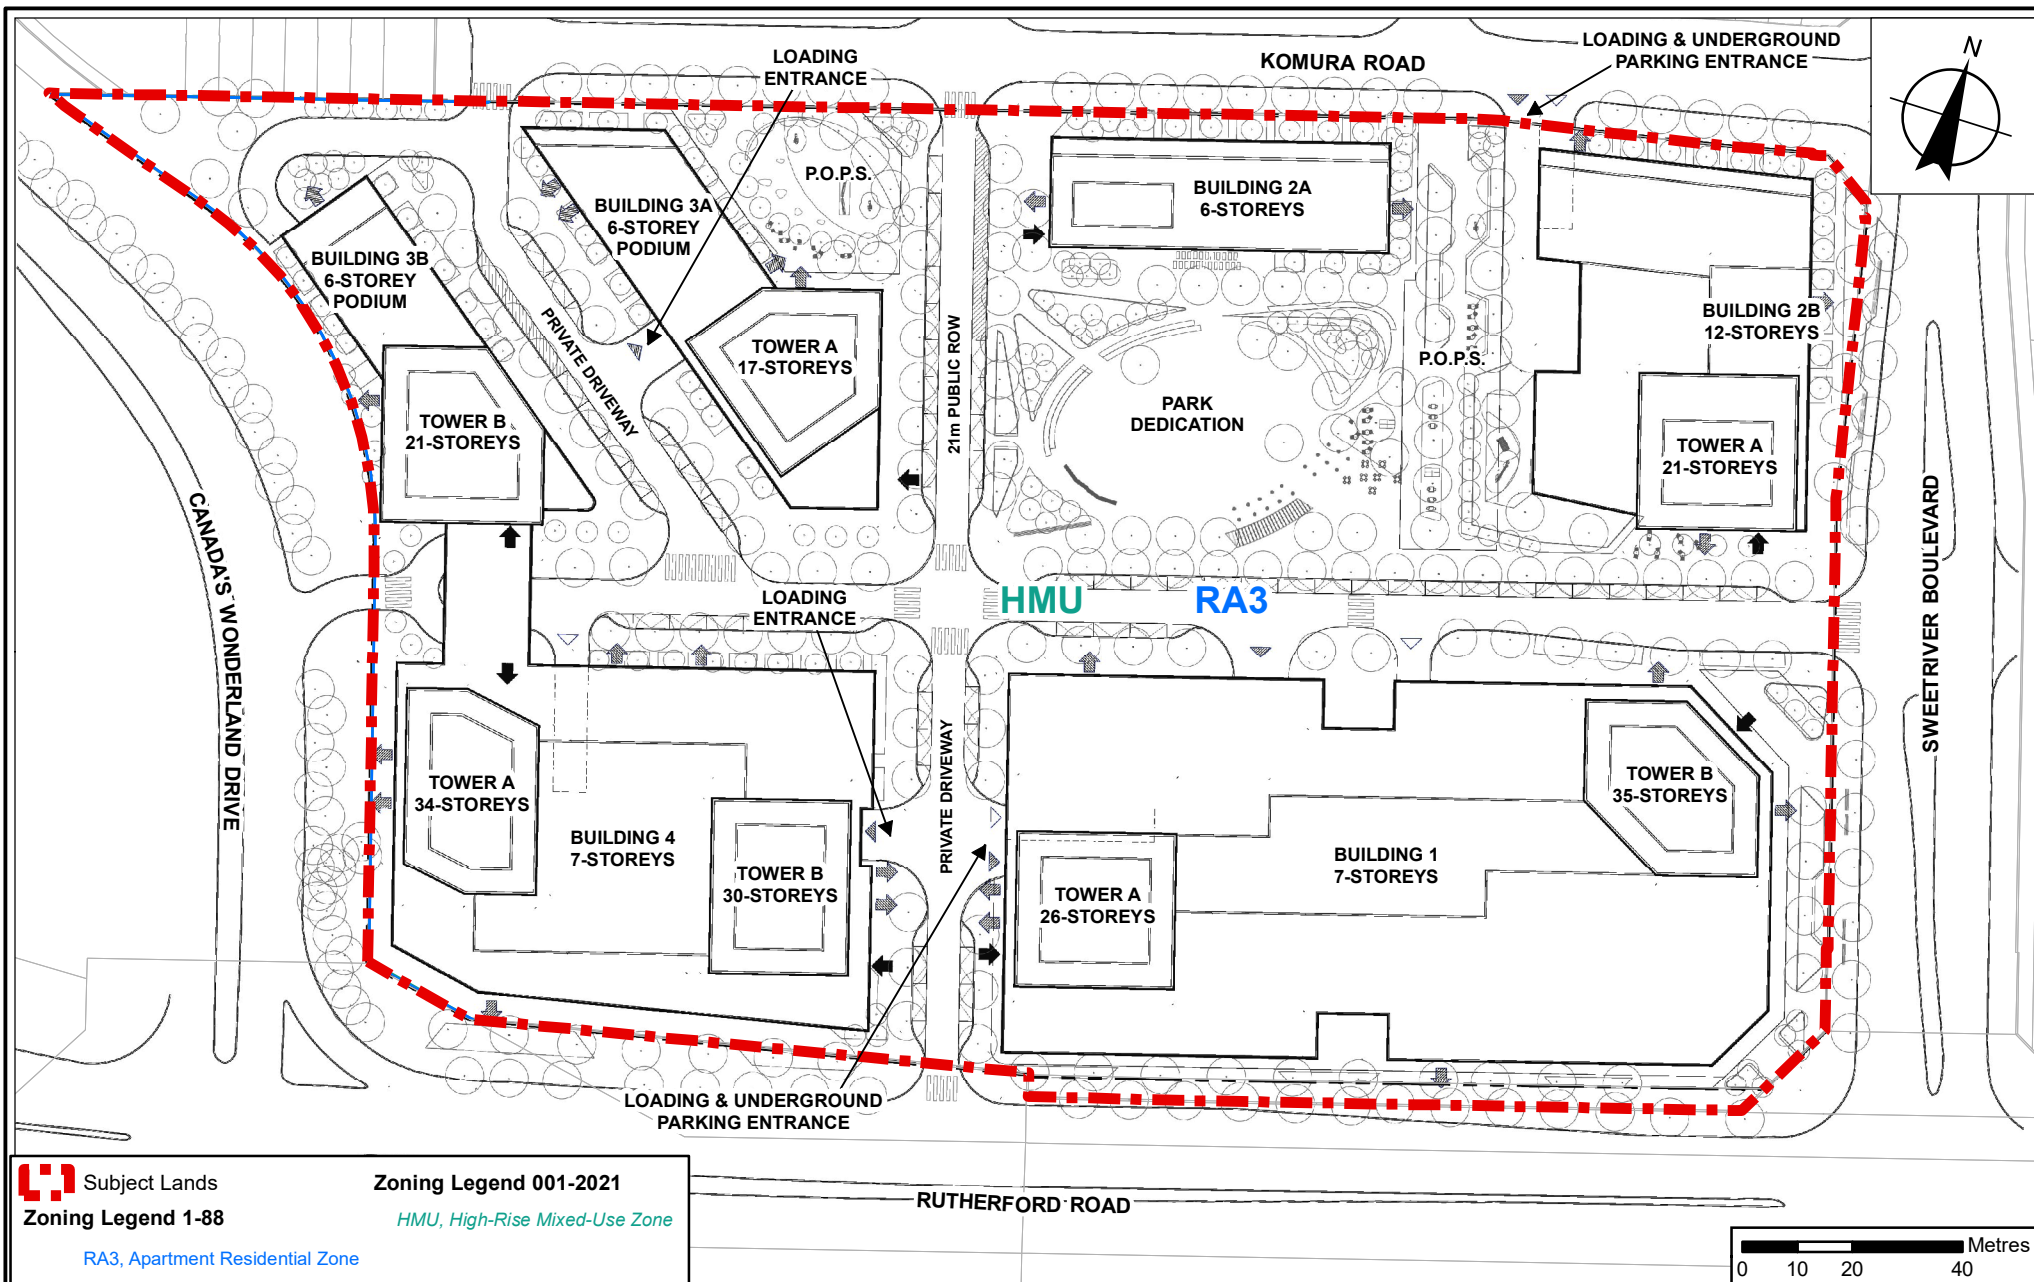 LOADING
ENTRANCE
KOMURA ROAD
LOADING & UNDERGROUND
PARKING ENTRANCE
N
P.O.P.S.
BUILDING 2A
6-STOREYS
BUILDING 3A
6-STOREY
PODIUM
BUILDING 3B
6-STOREY
PODIUM
PRIVATE DRIVEWAY
TOWER A
17-STOREYS
21m PUBLIC ROW
P.O.P.S.
BUILDING 2B
12-STOREYS
PARK
DEDICATION
TOWER B
21-STOREYS
TOWER A
21-STOREYS
CANADA'S WONDERLAND DRIVE
SWEETRIVER BOULEVARD
LOADING
ENTRANCE
HMU
RA3
PRIVATE DRIVEWAY
TOWER A
34-STOREYS
BUILDING 4
7-STOREYS
TOWER B
30-STOREYS
TOWER A
26-STOREYS
BUILDING 1
7-STOREYS
TOWER B
35-STOREYS
LOADING & UNDERGROUND
PARKING ENTRANCE
RUTHERFORD ROAD
Subject Lands
Zoning Legend 1-88
RA3, Apartment Residential Zone
Zoning Legend 001-2021
HMU, High-Rise Mixed-Use Zone
Metres
0 10 20 40